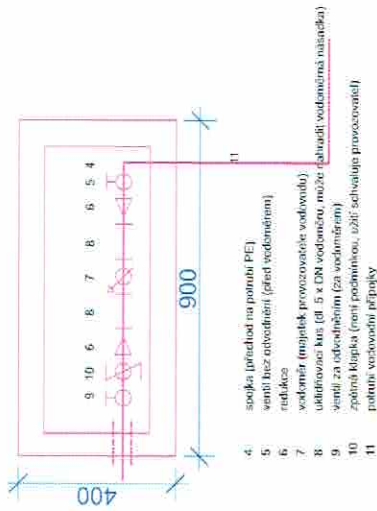 9 10 6 8 7 8 6 5 4
11
400
900
4 spojka (přechod na potrubí PE)
5 ventil bez odvodnění (před vodoměrem)
6 redukce
7 vodoměr (majetek provozovatele vodovodu)
8 uklidňovací kus (dl. 5 x DN vodoměru, může nahradit vodoměrná násadka)
9 ventil za odvodněním (za vodoměrem)
10 zpětná klapka (není podmínkou, užití schvaluje provozovatel)
11 potrubí vodovodní přípojky